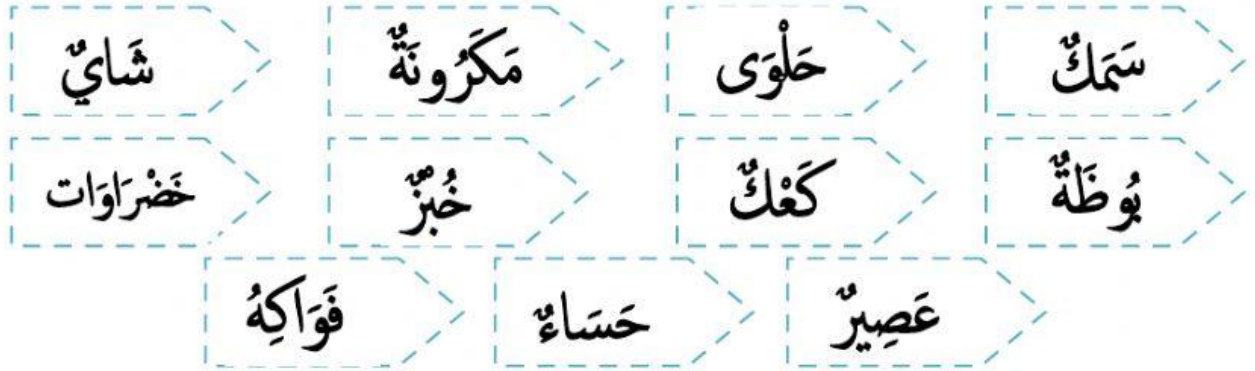 سَمَكٌ حَلْوَى مَكَرُونَةٌ شَايٌ
بُوظَةٌ كَعْكٌ خُبْزٌ خَضْرَاوَات
عَصِيرٌ حَسَاءٌ فَوَاكِهُ